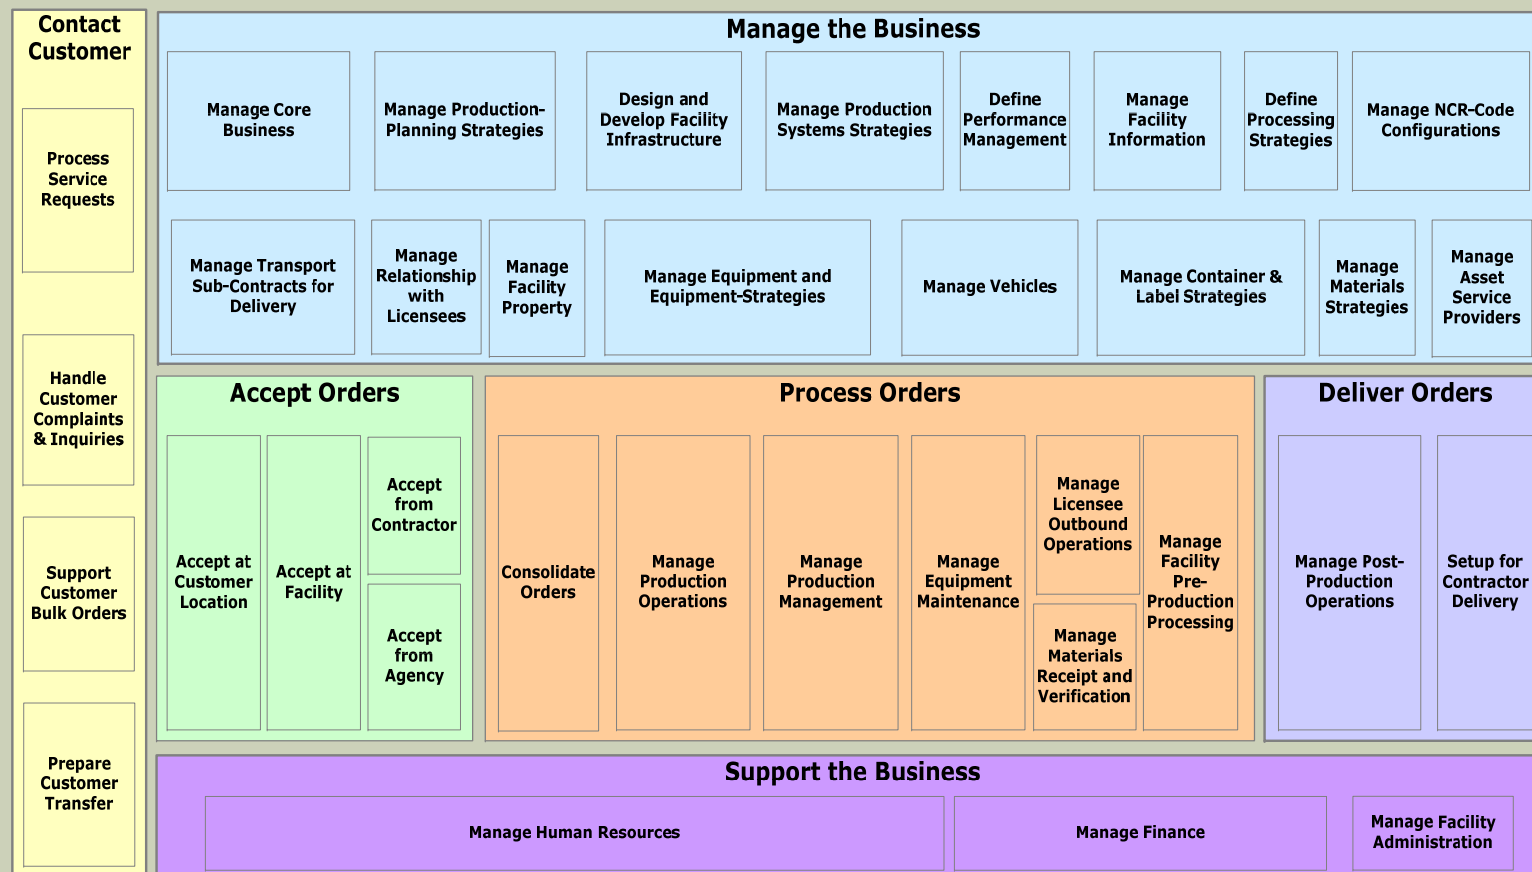 Contact
Customer
Process
Service
Requests
Handle
Customer
Complaints
& Inquiries
Support
Customer
Bulk Orders
Prepare
Customer
Transfer
Manage the Business
Manage Core
Business
Manage Production-
Planning Strategies
Design and
Develop Facility
Infrastructure
Manage Production
Systems Strategies
Define
Performance
Management
Manage
Facility
Information
Define
Processing
Strategies
Manage NCR-Code
Configurations
Manage Transport
Sub-Contracts for
Delivery
Manage
Relationship
with
Licensees
Manage
Facility
Property
Manage Equipment and
Equipment-Strategies
Manage Vehicles
Manage Container &
Label Strategies
Manage
Materials
Strategies
Manage
Asset
Service
Providers
Accept Orders
Accept at
Customer
Location
Accept at
Facility
Accept
from
Contractor
Accept
from
Agency
Process Orders
Consolidate
Orders
Manage
Production
Operations
Manage
Production
Management
Manage
Equipment
Maintenance
Manage
Licensee
Outbound
Operations
Manage
Materials
Receipt and
Verification
Manage
Facility
Pre-
Production
Processing
Deliver Orders
Manage Post-
Production
Operations
Setup for
Contractor
Delivery
Support the Business
Manage Human Resources
Manage Finance
Manage Facility
Administration